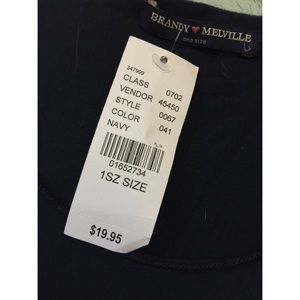 BRANDY ♥ MELVILLE
ONE SIZE
347999
CLASS 0702
VENDOR 45450
STYLE 0067
COLOR 041
NAVY
01652734
1SZ SIZE
$19.95